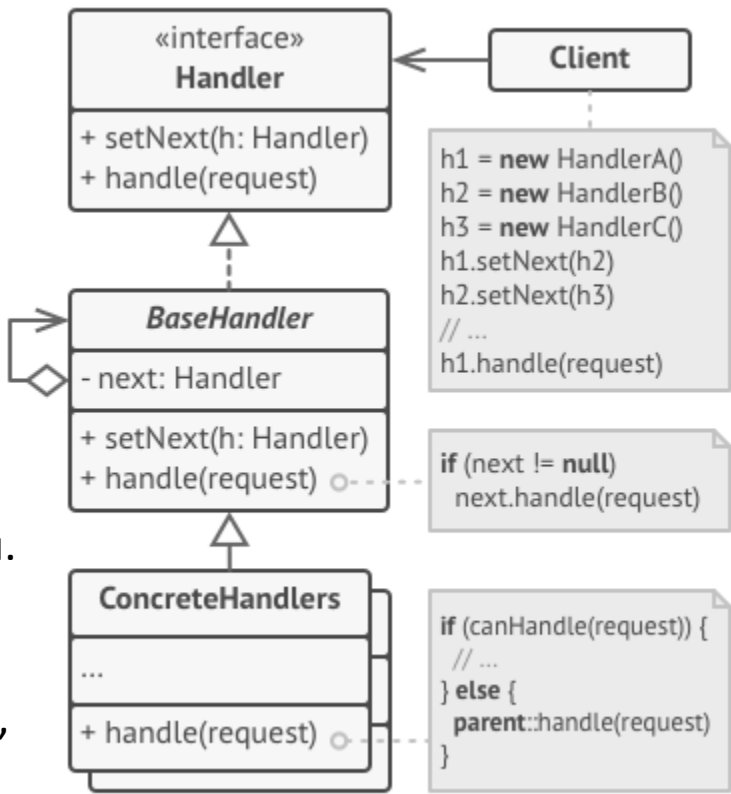 «interface»
Handler
+ setNext(h: Handler)
+ handle(request)
Client
h1 = new HandlerA()
h2 = new HandlerB()
h3 = new HandlerC()
h1.setNext(h2)
h2.setNext(h3)
// ...
h1.handle(request)
BaseHandler
- next: Handler
+ setNext(h: Handler)
+ handle(request)
if (next != null)
next.handle(request)
ConcreteHandlers
...
+ handle(request)
if (canHandle(request)) {
// ...
} else {
parent::handle(request)
}